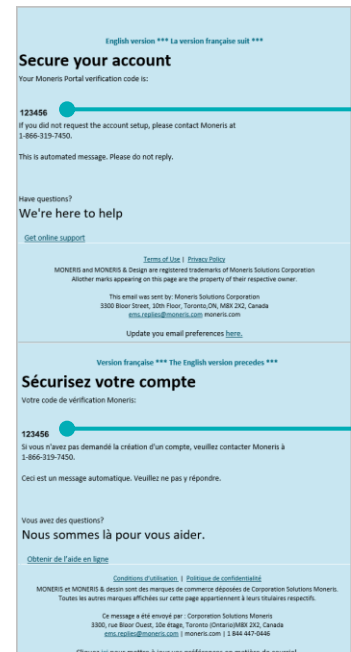 English version *** La version française suit ***
Secure your account
Your Moneris Portal verification code is:
123456
If you did not request the account setup, please contact Moneris at
1-866-319-7450.
This is automated message. Please do not reply.
Have questions?
We're here to help
Get online support
Terms of Use | Privacy Policy
MONERIS and MONERIS & Design are registered trademarks of Moneris Solutions Corporation
Allother marks appearing on this page are the property of their respective owner.
This email was sent by: Moneris Solutions Corporation
3300 Bloor Street, 10n Etage, Toronto,ON, M8X 2X2, Canada
ems.replies@moneris.com moneris.com
Update you email preferences here.
Version française *** The English version precedes ***
Sécurisez votre compte
Votre code de vérification Moneris:
123456
Si vous n'avez pas demandé la création d'un compte, veuillez contacter Moneris à
1-866-319-7450.
Ceci est un message automatique. Veuillez ne pas y répondre.
Vous avez des questions?
Nous sommes là pour vous aider.
Obtenir de l'aide en ligne
Conditions d'utilisation | Politique de confidentialité
MONERIS et MONERIS & dessin sont des marques de commerce déposées de Corporation Solutions Moneris.
Toutes les autres marques affichées sur cette page appartiennent à leurs titulaires respectifs.
Ce message a été envoyé par : Corporation Solutions Moneris
3300, rue Bloor Ouest, 10e étage, Toronto (Ontario)M8X 2X2, Canada
ems.replies@moneris.com | moneris.com | 1 844 447-0446